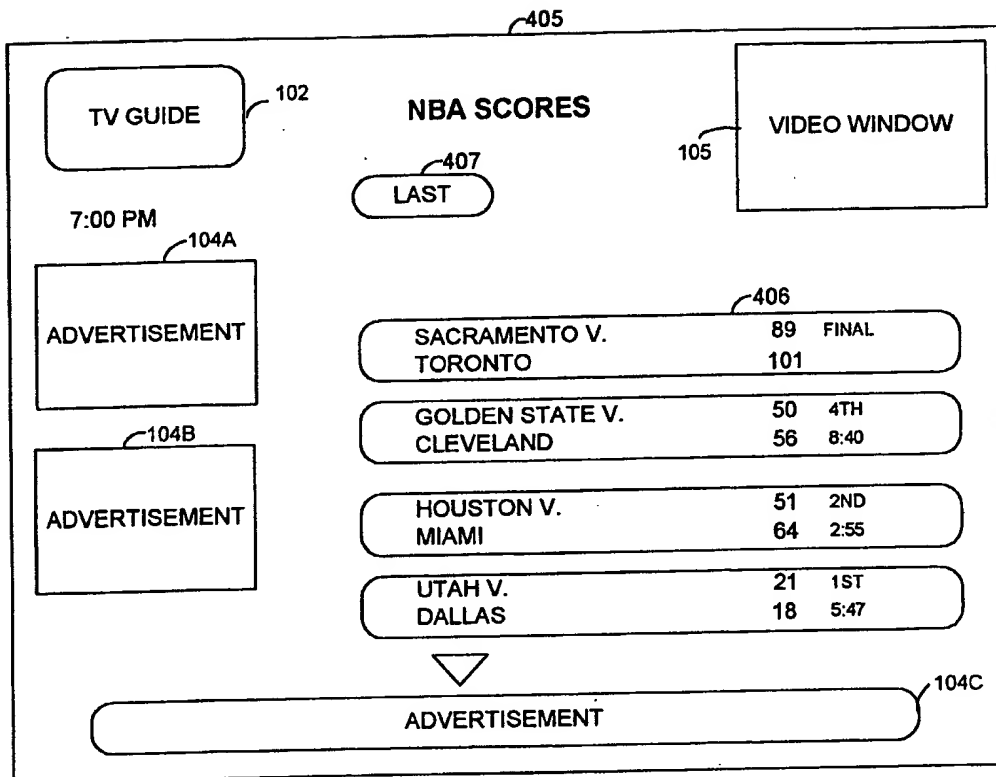 405
TV GUIDE
102
NBA SCORES
VIDEO WINDOW
105
407
LAST
7:00 PM
104A
ADVERTISEMENT
406
SACRAMENTO V. 89 FINAL
TORONTO 101
GOLDEN STATE V. 50 4TH
CLEVELAND 56 8:40
104B
ADVERTISEMENT
HOUSTON V. 51 2ND
MIAMI 64 2:55
UTAH V. 21 1ST
DALLAS 18 5:47
104C
ADVERTISEMENT